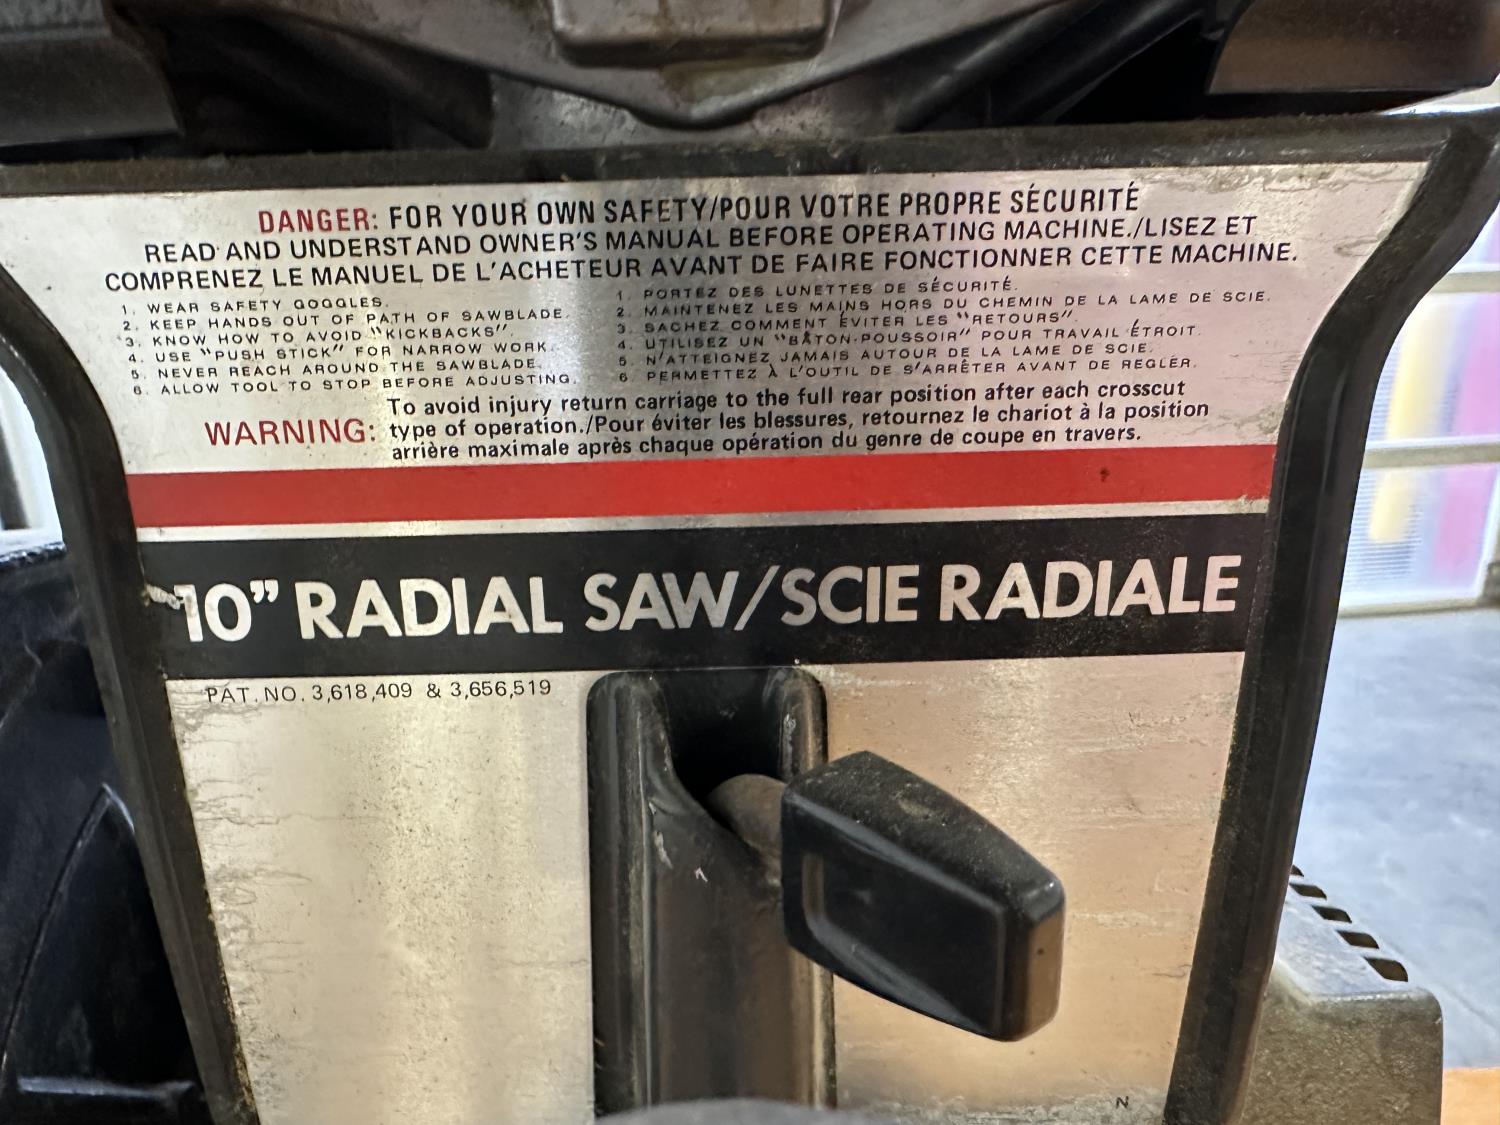 DANGER: FOR YOUR OWN SAFETY/POUR VOTRE PROPRE SÉCURITÉ
READ AND UNDERSTAND OWNER'S MANUAL BEFORE OPERATING MACHINE./LISEZ ET
COMPRENEZ LE MANUEL DE L'ACHETEUR AVANT DE FAIRE FONCTIONNER CETTE MACHINE.
1. WEAR SAFETY GOGGLES.
2. KEEP HANDS OUT OF PATH OF SAWBLADE.
3. KNOW HOW TO AVOID "KICKBACKS".
4. USE "PUSH STICK" FOR NARROW WORK.
5. NEVER REACH AROUND THE SAWBLADE.
6. ALLOW TOOL TO STOP BEFORE ADJUSTING.
1. PORTEZ DES LUNETTES DE SÉCURITÉ.
2. MAINTENEZ LES MAINS HORS DU CHEMIN DE LA LAME DE SCIE.
3. SACHEZ COMMENT ÉVITER LES "RETOURS".
4. UTILISEZ UN "BÂTON-POUSSOIR" POUR TRAVAIL ÉTROIT.
5. N'ATTEIGNEZ JAMAIS AUTOUR DE LA LAME DE SCIE.
6. PERMETTEZ À L'OUTIL DE S'ARRÊTER AVANT DE REGLER.
WARNING: To avoid injury return carriage to the full rear position after each crosscut
type of operation./Pour éviter les blessures, retournez le chariot à la position
arrière maximale après chaque opération du genre de coupe en travers.
10" RADIAL SAW/SCIE RADIALE
PAT. NO. 3,618,409 & 3,656,519
N